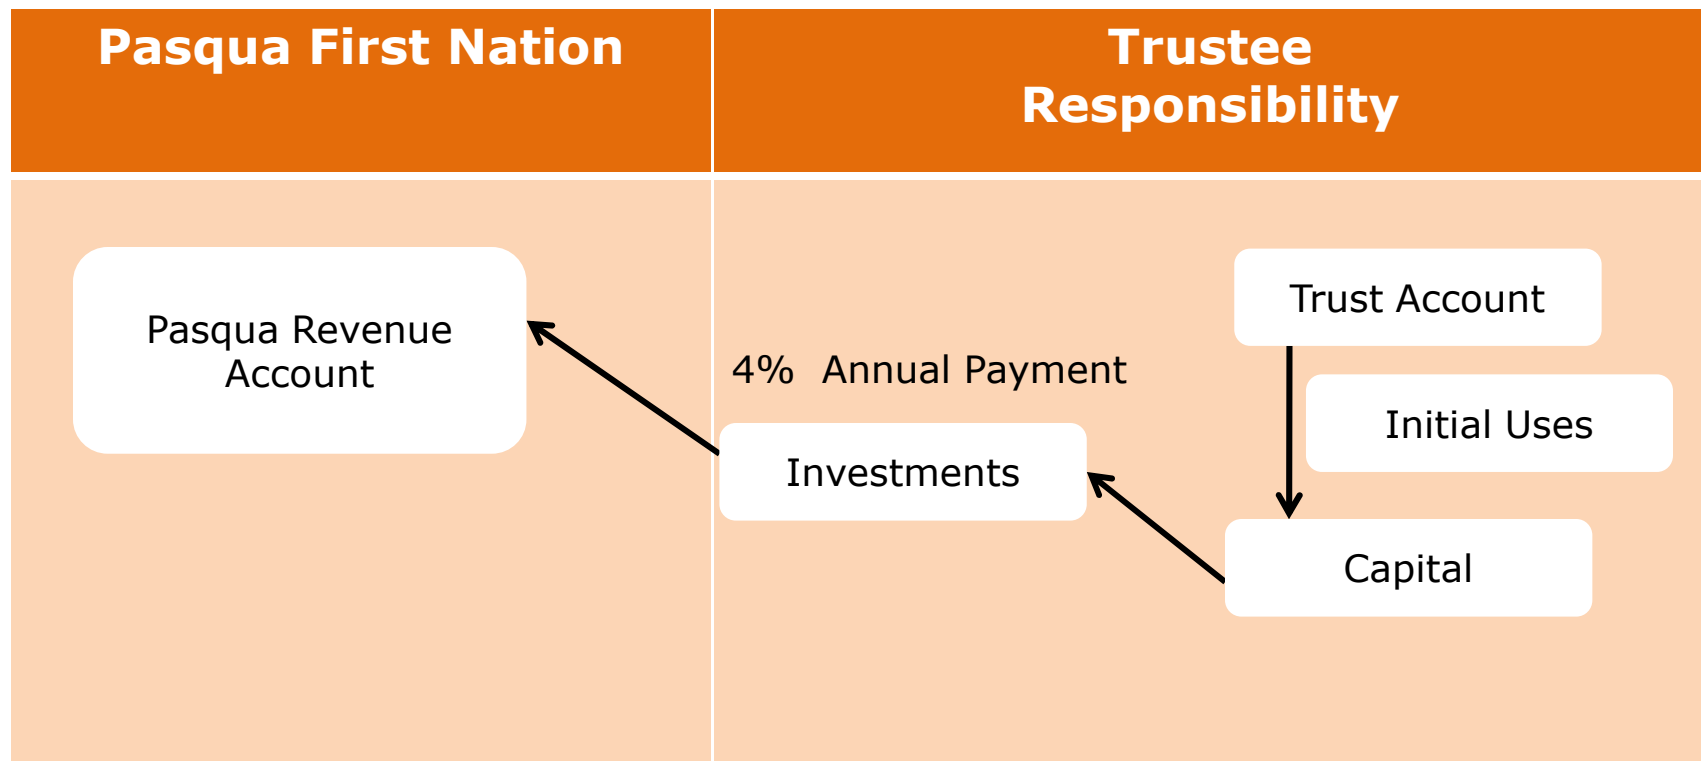 Pasqua First Nation
Trustee
Responsibility
Pasqua Revenue
Account
4% Annual Payment
Investments
Trust Account
Initial Uses
Capital